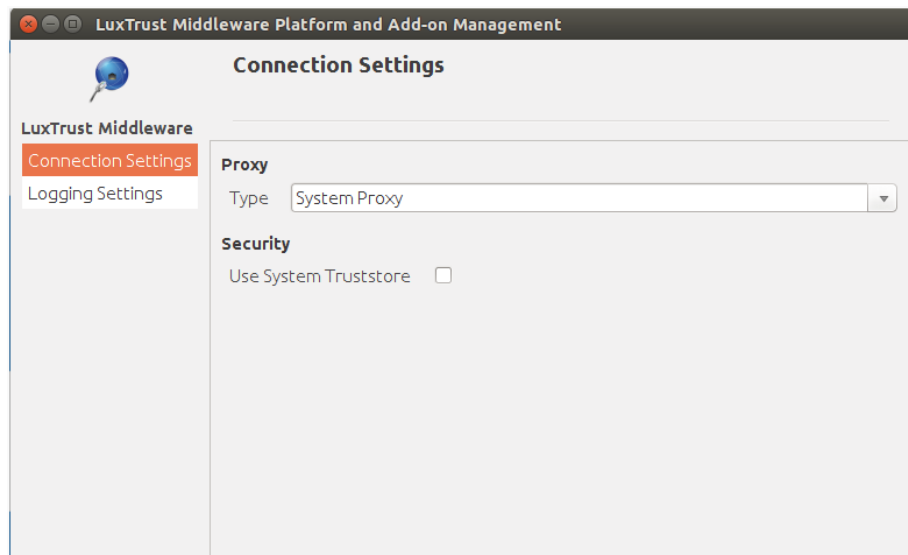 LuxTrust Middleware Platform and Add-on Management
LuxTrust Middleware
Connection Settings
Logging Settings
Connection Settings
Proxy
Type System Proxy
Security
Use System Truststore